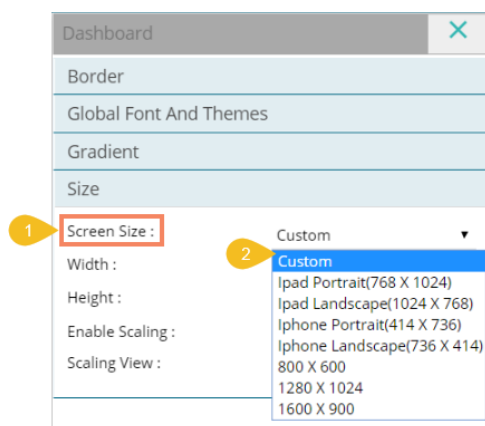 Dashboard
Border
Global Font And Themes
Gradient
Size
1 Screen Size : Custom
Width : 2 Custom
Ipad Portrait(768 X 1024)
Height : Ipad Landscape(1024 X 768)
Iphone Portrait(414 X 736)
Enable Scaling : Iphone Landscape(736 X 414)
Scaling View : 800 X 600
1280 X 1024
1600 X 900